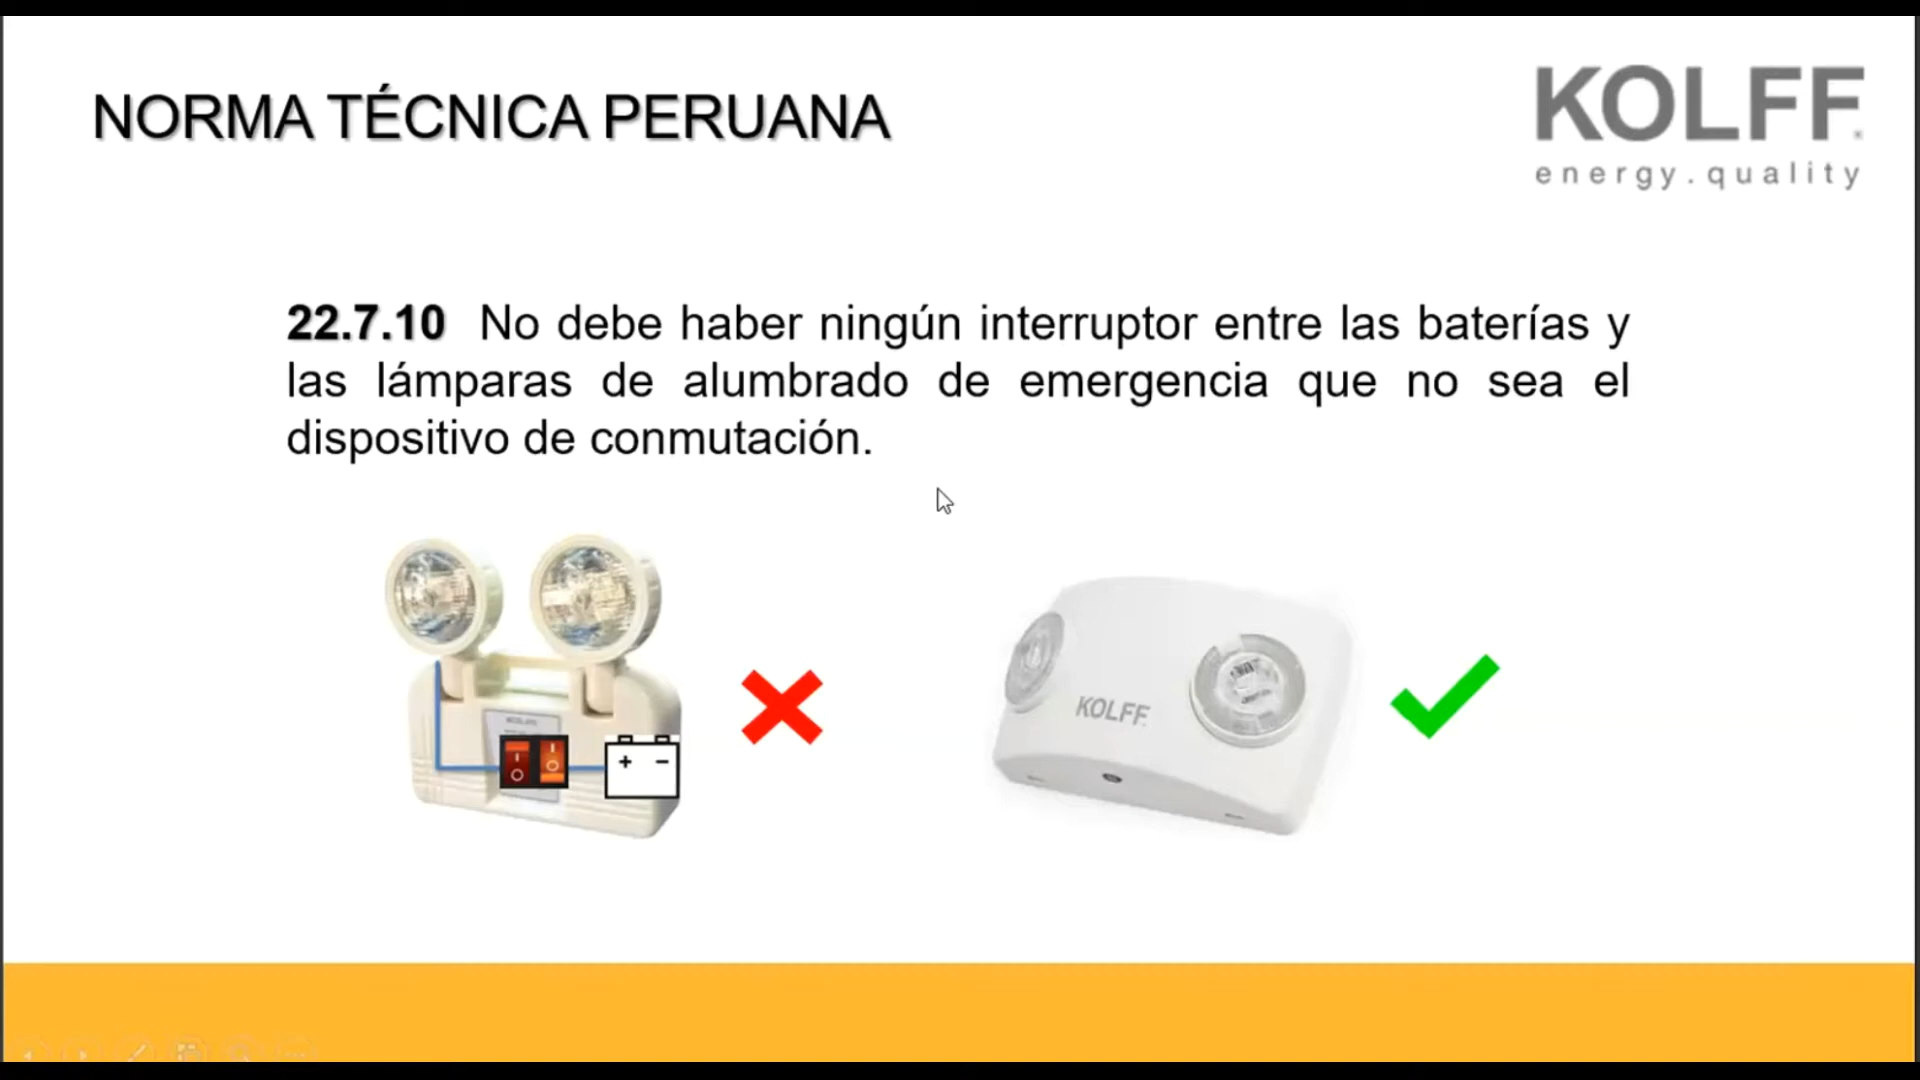 NORMA TÉCNICA PERUANA
KOLFF
energy.quality
22.7.10 No debe haber ningún interruptor entre las baterías y
las lámparas de alumbrado de emergencia que no sea el
dispositivo de conmutación.
KOLFF
KOLFF